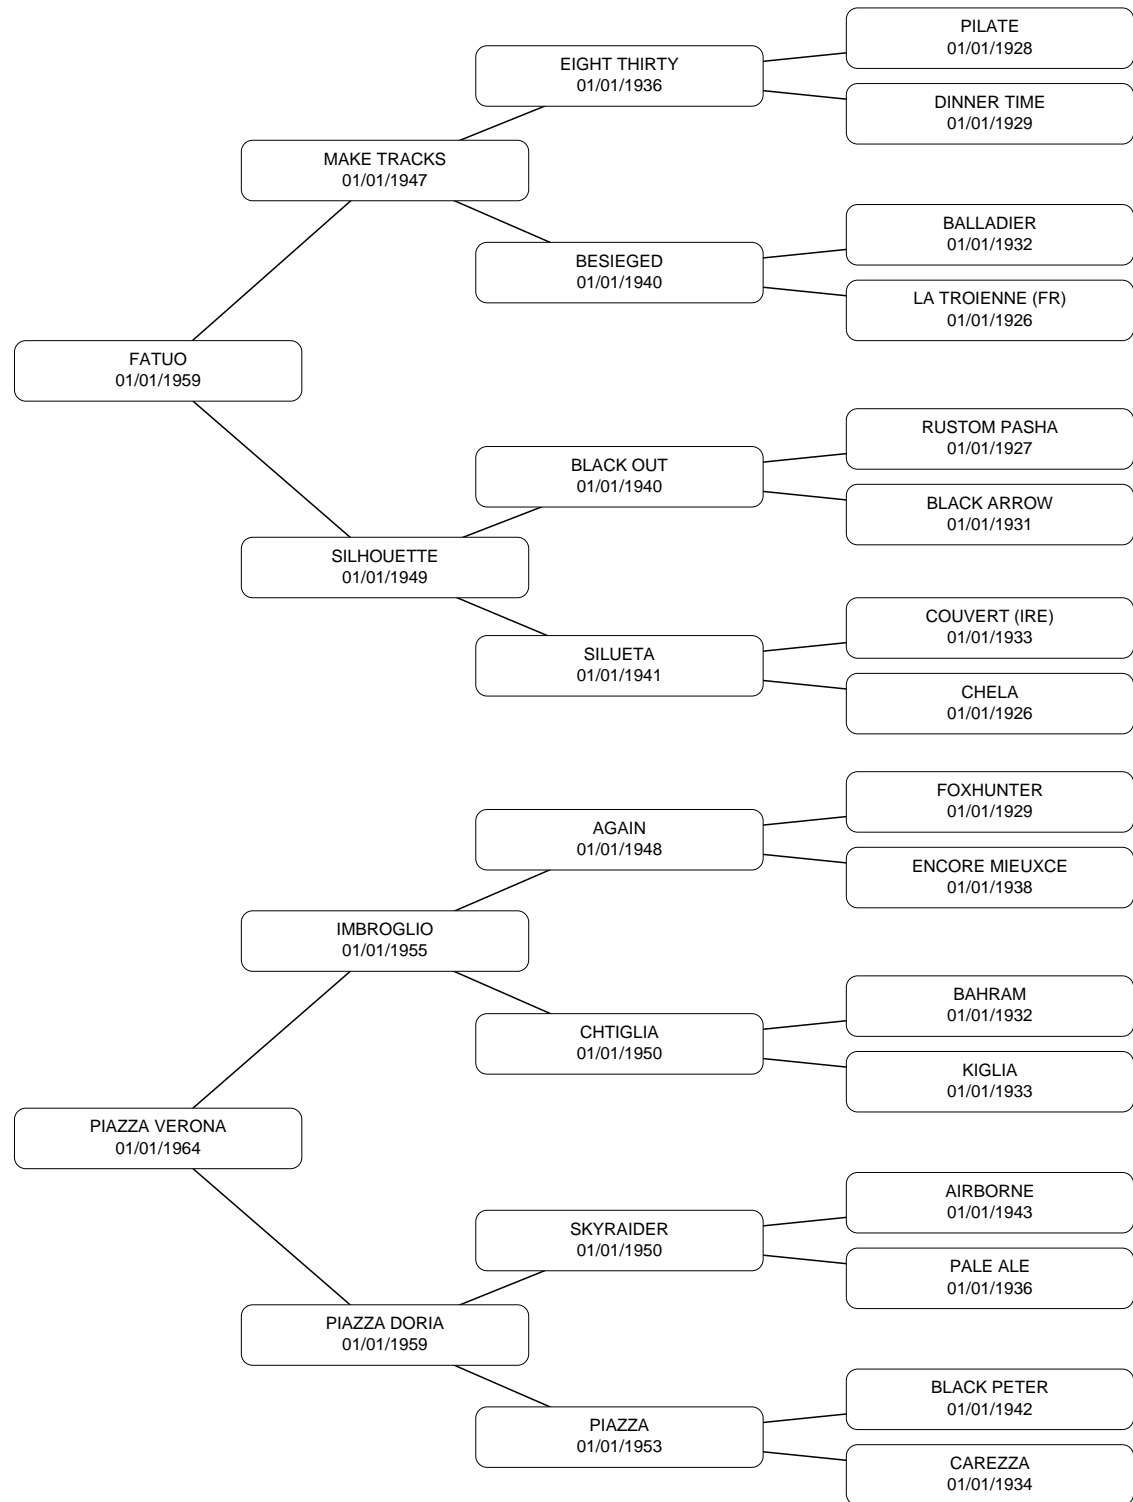 PILATE
01/01/1928
EIGHT THIRTY
01/01/1936
DINNER TIME
01/01/1929
MAKE TRACKS
01/01/1947
BALLADIER
01/01/1932
BESIEGED
01/01/1940
LA TROIENNE (FR)
01/01/1926
FATUO
01/01/1959
RUSTOM PASHA
01/01/1927
BLACK OUT
01/01/1940
BLACK ARROW
01/01/1931
SILHOUETTE
01/01/1949
COUVERT (IRE)
01/01/1933
SILUETA
01/01/1941
CHELA
01/01/1926
FOXHUNTER
01/01/1929
AGAIN
01/01/1948
ENCORE MIEUXCE
01/01/1938
IMBROGLIO
01/01/1955
BAHRAM
01/01/1932
CHTIGLIA
01/01/1950
KIGLIA
01/01/1933
PIAZZA VERONA
01/01/1964
AIRBORNE
01/01/1943
SKYRAIDER
01/01/1950
PALE ALE
01/01/1936
PIAZZA DORIA
01/01/1959
BLACK PETER
01/01/1942
PIAZZA
01/01/1953
CAREZZA
01/01/1934